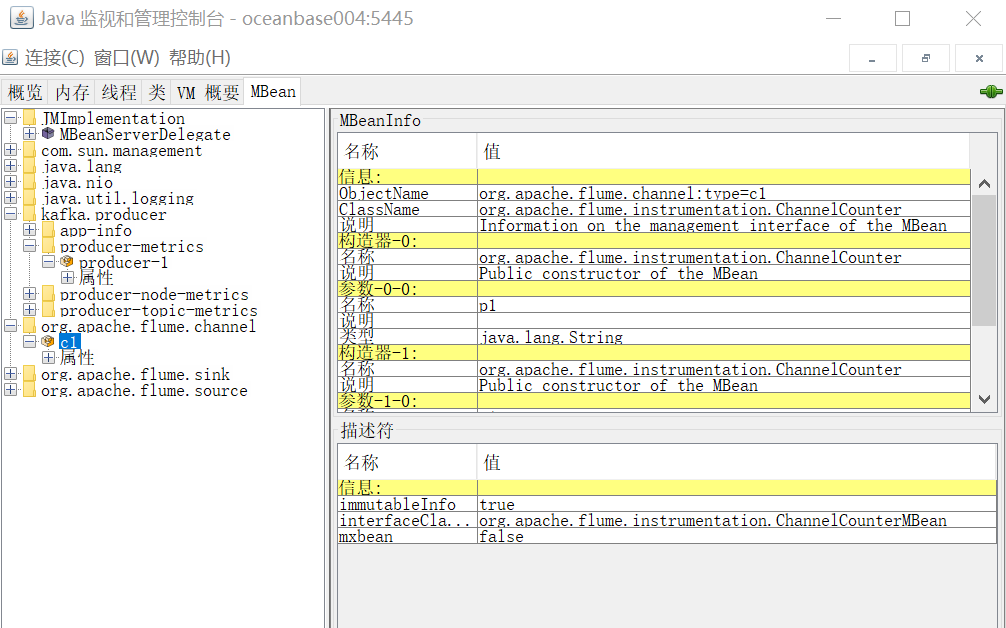 Java 监视和管理控制台 - oceanbase004:5445
连接(C) 窗口(W) 帮助(H)
概览 内存 线程 类 VM 概要 MBean
JMImplementation
MBeanServerDelegate
com.sun.management
java.lang
java.nio
java.util.logging
kafka.producer
app-info
producer-metrics
producer-1
属性
producer-node-metrics
producer-topic-metrics
org.apache.flume.channel
c1
属性
org.apache.flume.sink
org.apache.flume.source
MBeanInfo
名称 值
信息:
ObjectName org.apache.flume.channel:type=c1
ClassName org.apache.flume.instrumentation.ChannelCounter
说明 Information on the management interface of the MBean
构造器-0:
名称 org.apache.flume.instrumentation.ChannelCounter
说明 Public constructor of the MBean
参数-0-0:
名称 p1
说明
类型 java.lang.String
构造器-1:
名称 org.apache.flume.instrumentation.ChannelCounter
说明 Public constructor of the MBean
参数-1-0:
描述符
名称 值
信息:
immutableInfo true
interfaceCla... org.apache.flume.instrumentation.ChannelCounterMBean
mxbean false